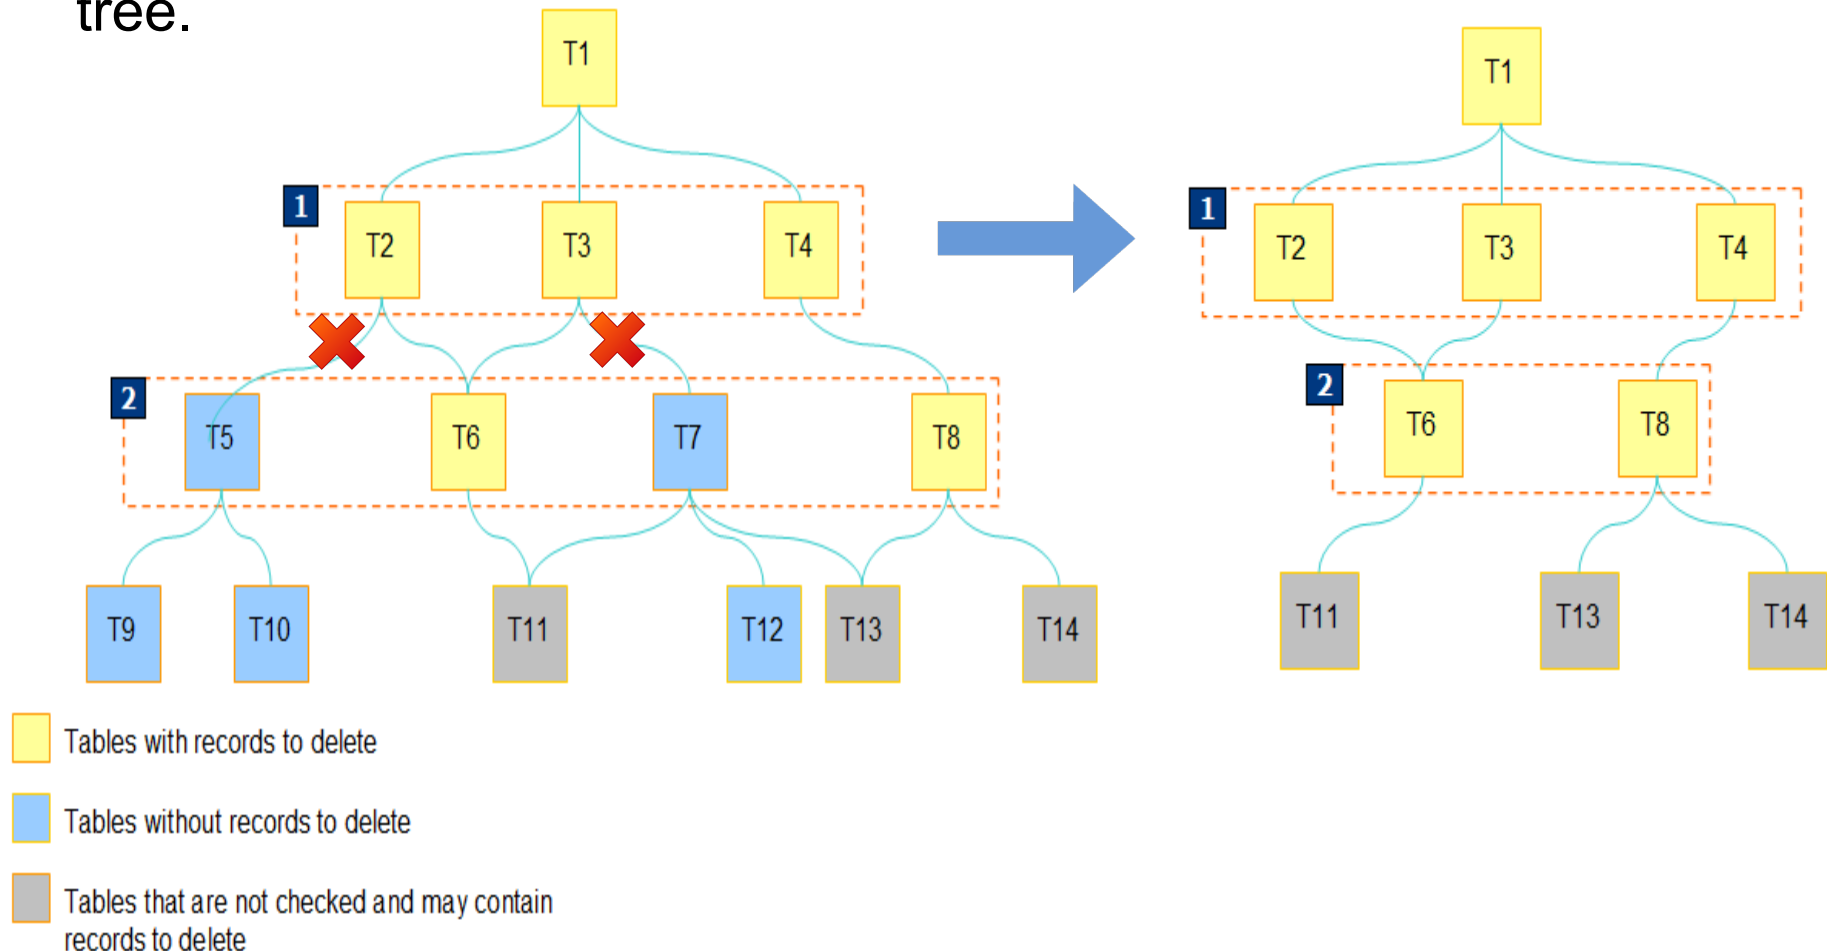 tree.
T1
1
T2
T3
T4
2
T5
T6
T7
T8
T9
T10
T11
T12
T13
T14
T1
1
T2
T3
T4
2
T6
T8
T11
T13
T14
Tables with records to delete
Tables without records to delete
Tables that are not checked and may contain
records to delete